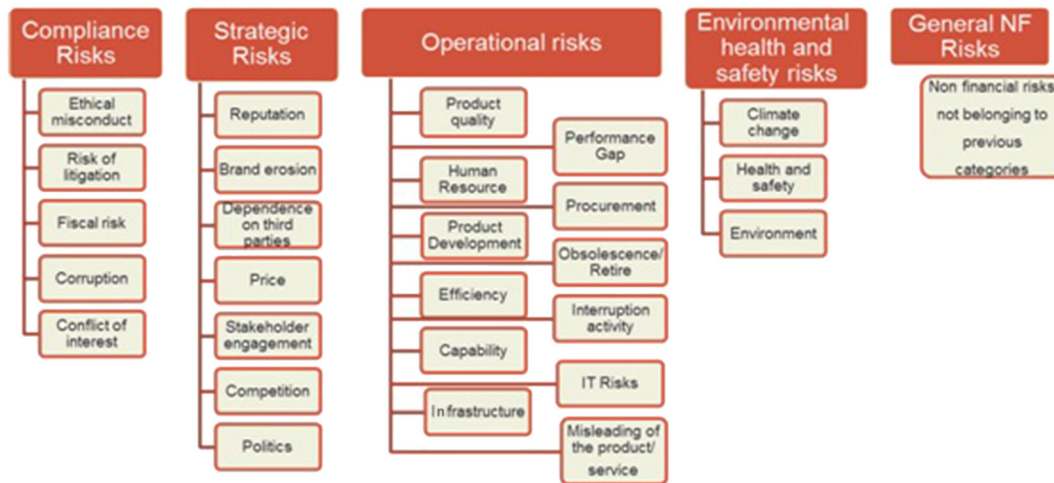 Compliance
Risks
Ethical
misconduct
Risk of
litigation
Fiscal risk
Corruption
Conflict of
interest
Strategic
Risks
Reputation
Brand erosion
Dependence
on third
parties
Price
Stakeholder
engagement
Competition
Politics
Operational risks
Product
quality
Performance
Gap
Human
Resource
Procurement
Product
Development
Obsolescence/
Retire
Efficiency
Interruption
activity
Capability
IT Risks
Infrastructure
Misleading of
the product/
service
Environmental
health and
safety risks
Climate
change
Health and
safety
Environment
General NF
Risks
Non financial risks
not belonging to
previous
categories